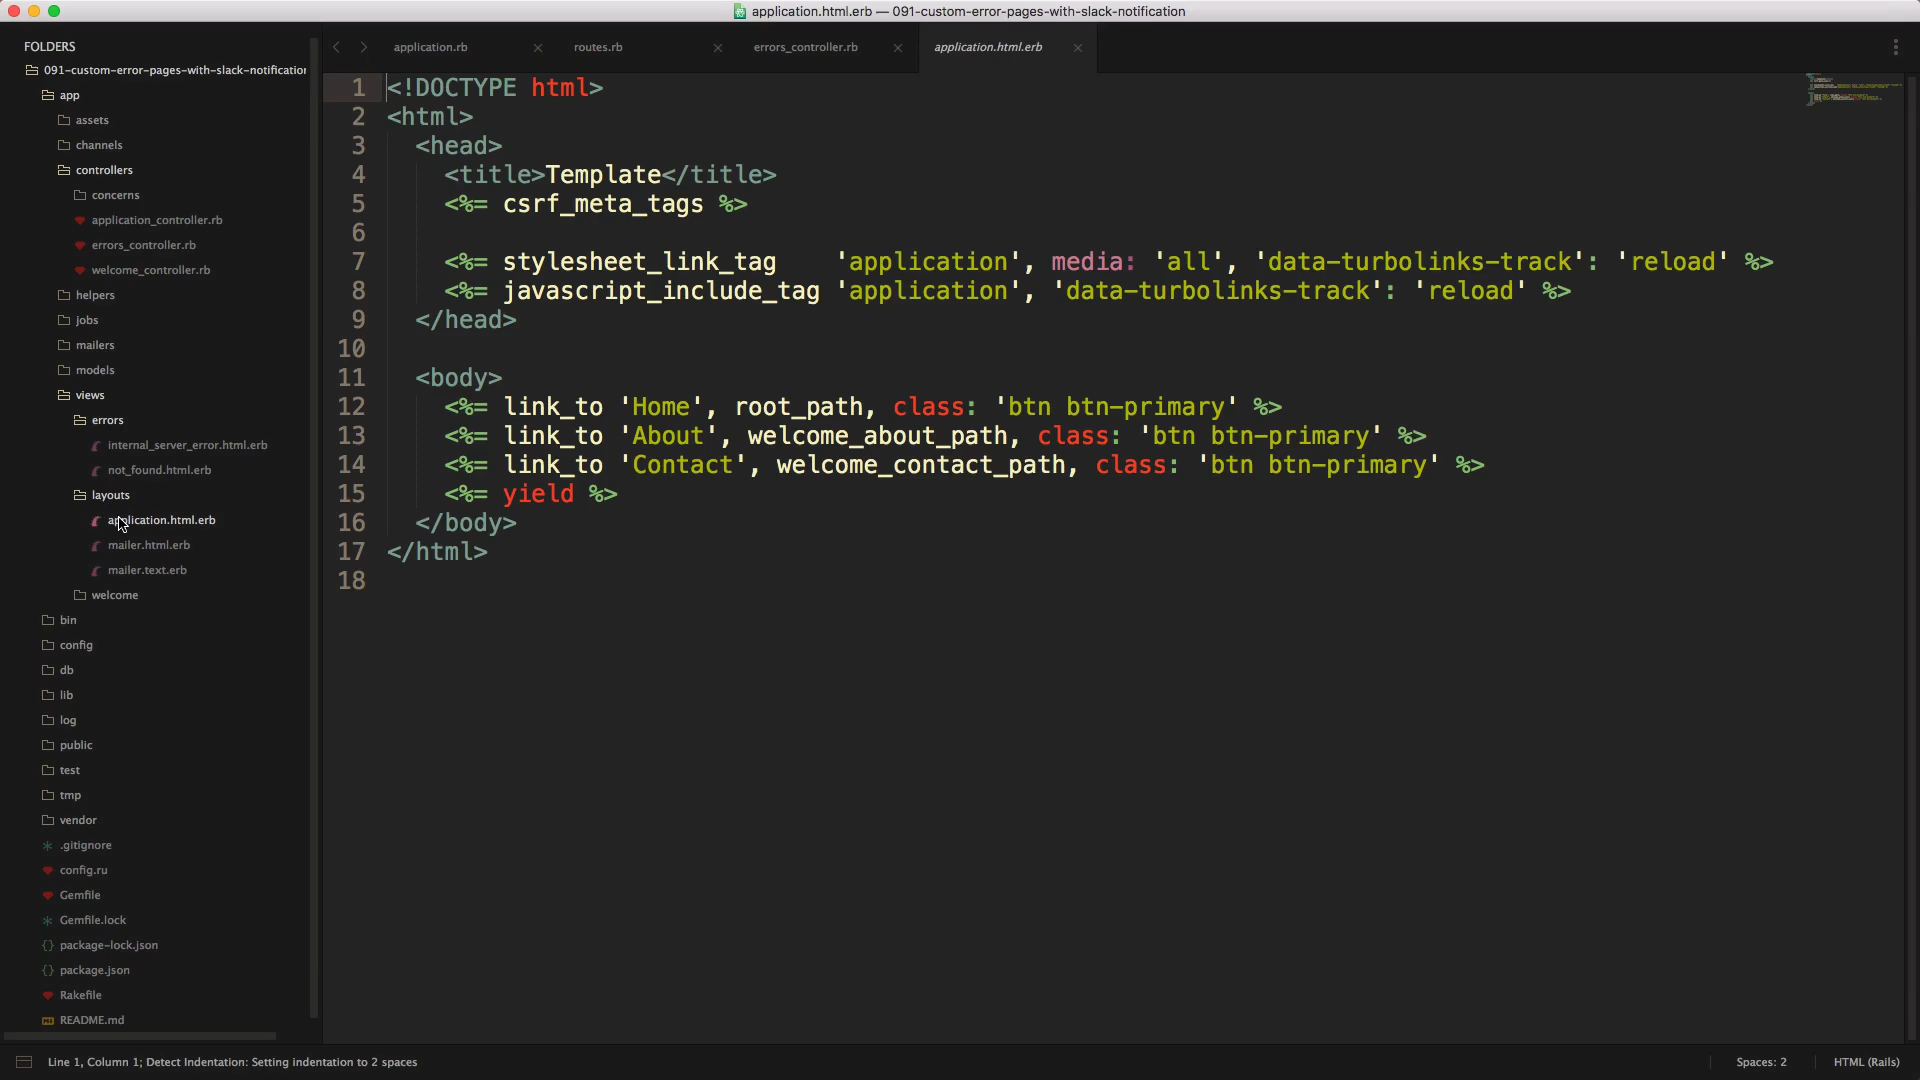 application.html.erb — 091-custom-error-pages-with-slack-notification
FOLDERS
091-custom-error-pages-with-slack-notification
app
assets
channels
controllers
concerns
application_controller.rb
errors_controller.rb
welcome_controller.rb
helpers
jobs
mailers
models
views
errors
internal_server_error.html.erb
not_found.html.erb
layouts
application.html.erb
mailer.html.erb
mailer.text.erb
welcome
bin
config
db
lib
log
public
test
tmp
vendor
.gitignore
config.ru
Gemfile
Gemfile.lock
package-lock.json
package.json
Rakefile
README.md
application.rb routes.rb errors_controller.rb application.html.erb
1 <!DOCTYPE html>
2 <html>
3   <head>
4     <title>Template</title>
5     <%= csrf_meta_tags %>
6
7     <%= stylesheet_link_tag    'application', media: 'all', 'data-turbolinks-track': 'reload' %>
8     <%= javascript_include_tag 'application', 'data-turbolinks-track': 'reload' %>
9   </head>
10
11   <body>
12     <%= link_to 'Home', root_path, class: 'btn btn-primary' %>
13     <%= link_to 'About', welcome_about_path, class: 'btn btn-primary' %>
14     <%= link_to 'Contact', welcome_contact_path, class: 'btn btn-primary' %>
15     <%= yield %>
16   </body>
17 </html>
18
Line 1, Column 1; Detect Indentation: Setting indentation to 2 spaces
Spaces: 2
HTML (Rails)